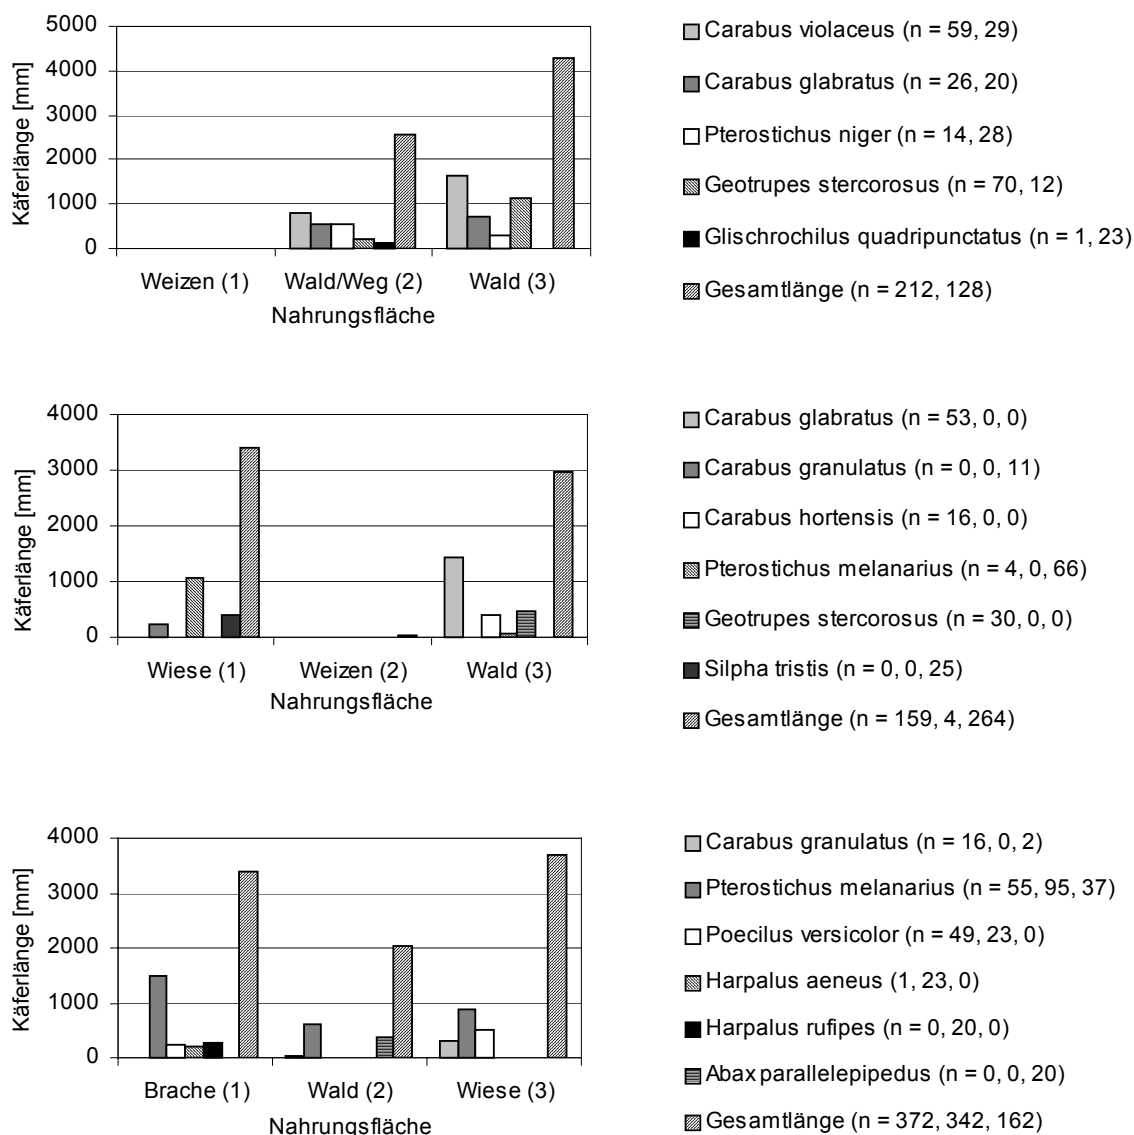 5000
4000
3000
2000
1000
0
Käferlänge [mm]
Weizen (1) Wald/Weg (2) Wald (3)
Nahrungsfläche
Carabus violaceus (n = 59, 29)
Carabus glabratus (n = 26, 20)
Pterostichus niger (n = 14, 28)
Geotrupes stercorosus (n = 70, 12)
Glischrochilus quadripunctatus (n = 1, 23)
Gesamtlänge (n = 212, 128)
4000
3000
2000
1000
0
Käferlänge [mm]
Wiese (1) Weizen (2) Wald (3)
Nahrungsfläche
Carabus glabratus (n = 53, 0, 0)
Carabus granulatus (n = 0, 0, 11)
Carabus hortensis (n = 16, 0, 0)
Pterostichus melanarius (n = 4, 0, 66)
Geotrupes stercorosus (n = 30, 0, 0)
Silpha tristis (n = 0, 0, 25)
Gesamtlänge (n = 159, 4, 264)
4000
3000
2000
1000
0
Käferlänge [mm]
Brache (1) Wald (2) Wiese (3)
Nahrungsfläche
Carabus granulatus (n = 16, 0, 2)
Pterostichus melanarius (n = 55, 95, 37)
Poecilus versicolor (n = 49, 23, 0)
Harpalus aeneus (1, 23, 0)
Harpalus rufipes (n = 0, 20, 0)
Abax parallelepipedus (n = 0, 0, 20)
Gesamtlänge (n = 372, 342, 162)